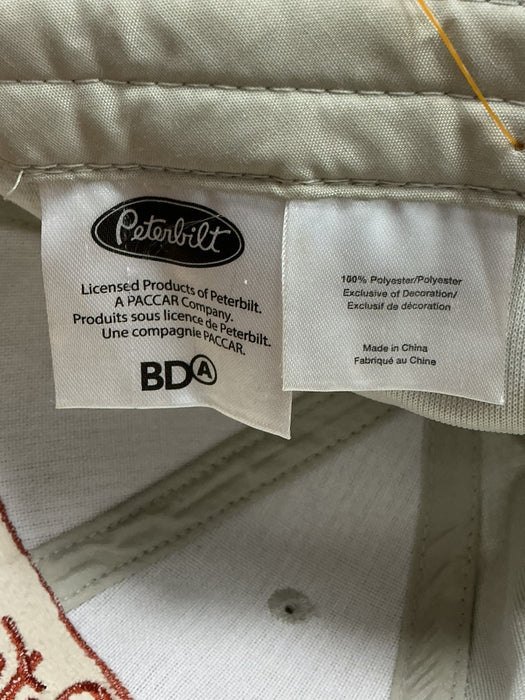 Peterbilt
Licensed Products of Peterbilt.
A PACCAR Company.
Produits sous licence de Peterbilt.
Une compagnie PACCAR.
BDA
100% Polyester/Polyester
Exclusive of Decoration/
Exclusif de décoration
Made in China
Fabriqué au Chine